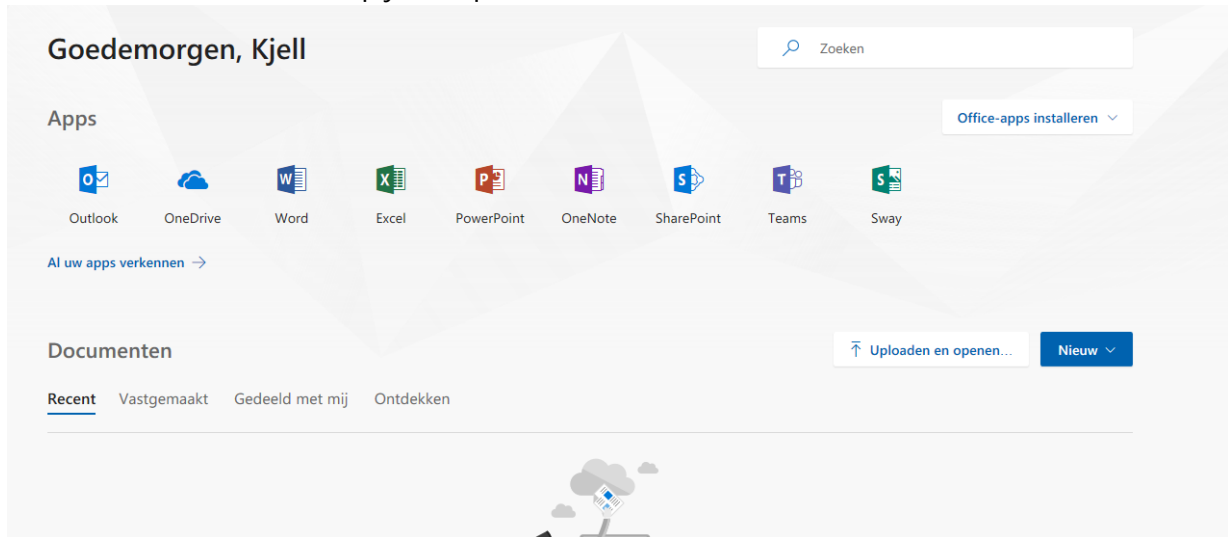 Goedemorgen, Kjell
Zoeken
Apps
Office-apps installeren
Outlook OneDrive Word Excel PowerPoint OneNote SharePoint Teams Sway
Al uw apps verkennen →
Documenten
Uploaden en openen...
Nieuw
Recent Vastgemaakt Gedeeld met mij Ontdekken